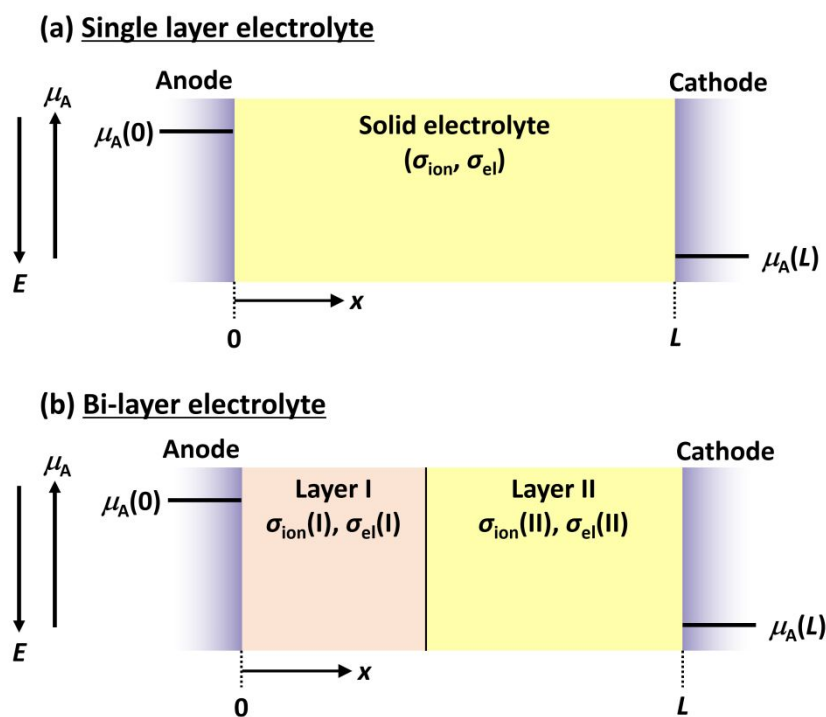 (a) Single layer electrolyte
Anode
Cathode
μA
μA(0)
Solid electrolyte
(σion, σel)
μA(L)
E
x
0
L
(b) Bi-layer electrolyte
Anode
Cathode
μA
μA(0)
Layer I
σion(I), σel(I)
Layer II
σion(II), σel(II)
μA(L)
E
x
0
L